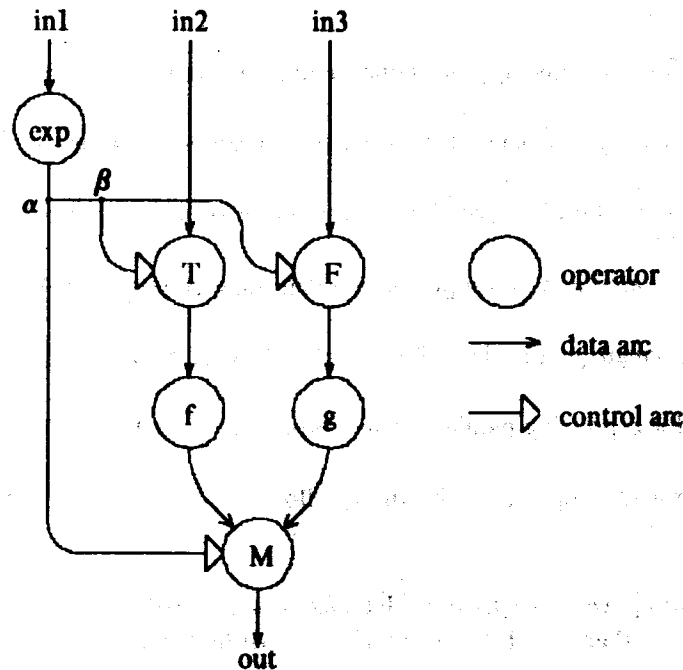 in1 in2 in3
exp
α β
T F
operator
data arc
f g
control arc
M
out